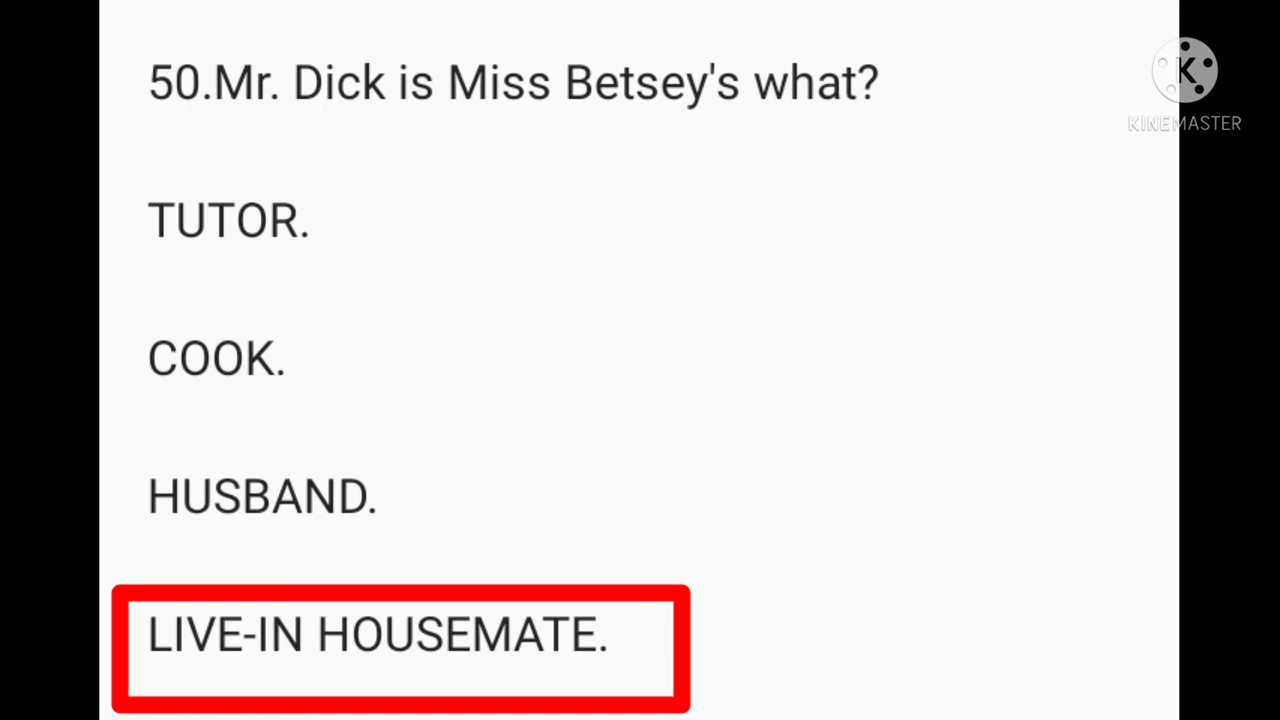 50.Mr. Dick is Miss Betsey's what?
K
KINEMASTER
TUTOR.
COOK.
HUSBAND.
LIVE-IN HOUSEMATE.